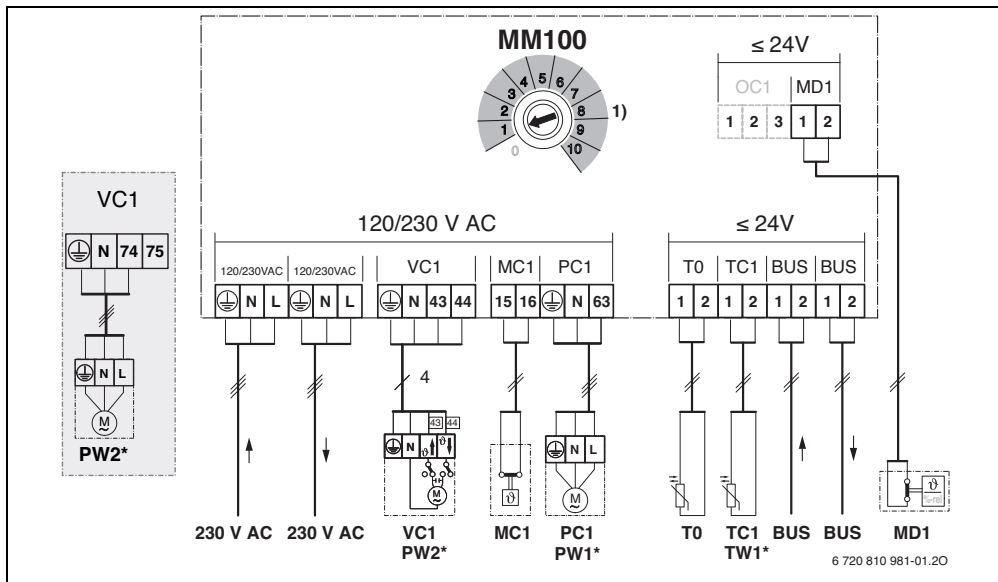 MM100
≤ 24V
OC1 MD1
1 2 3 1 2
0 1 2 3 4 5 6 7 8 9 10
1)
VC1
N 74 75
N L
M
~
PW2*
120/230 V AC
≤ 24V
120/230VAC 120/230VAC VC1 MC1 PC1 T0 TC1 BUS BUS
N L N L N 43 44 15 16 N 63 1 2 1 2 1 2 1 2
4
43 44
N ϑ ϑ
M
~
ϑ
N L
M
~
ϑ
%-rel
230 V AC 230 V AC VC1 MC1 PC1 T0 TC1 BUS BUS MD1
PW2* PW1* TW1*
6 720 810 981-01.2O